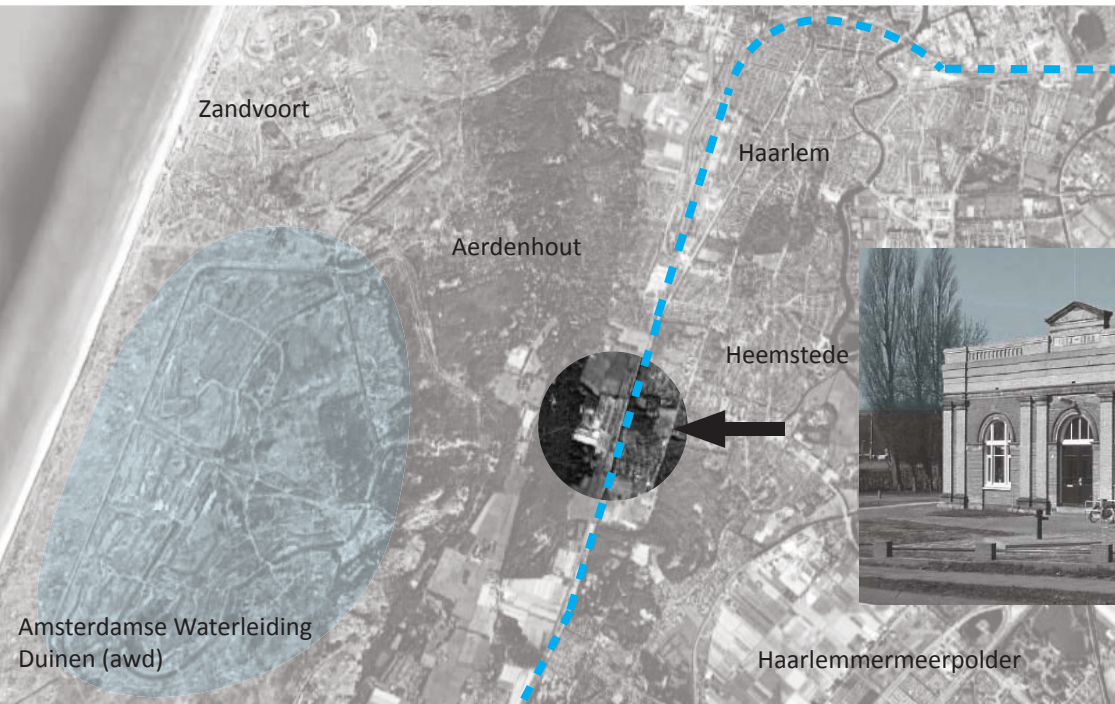 Zandvoort
Haarlem
Aerdenhout
Heemstede
Amsterdamse Waterleiding
Duinen (awd)
Haarlemmermeerpolder